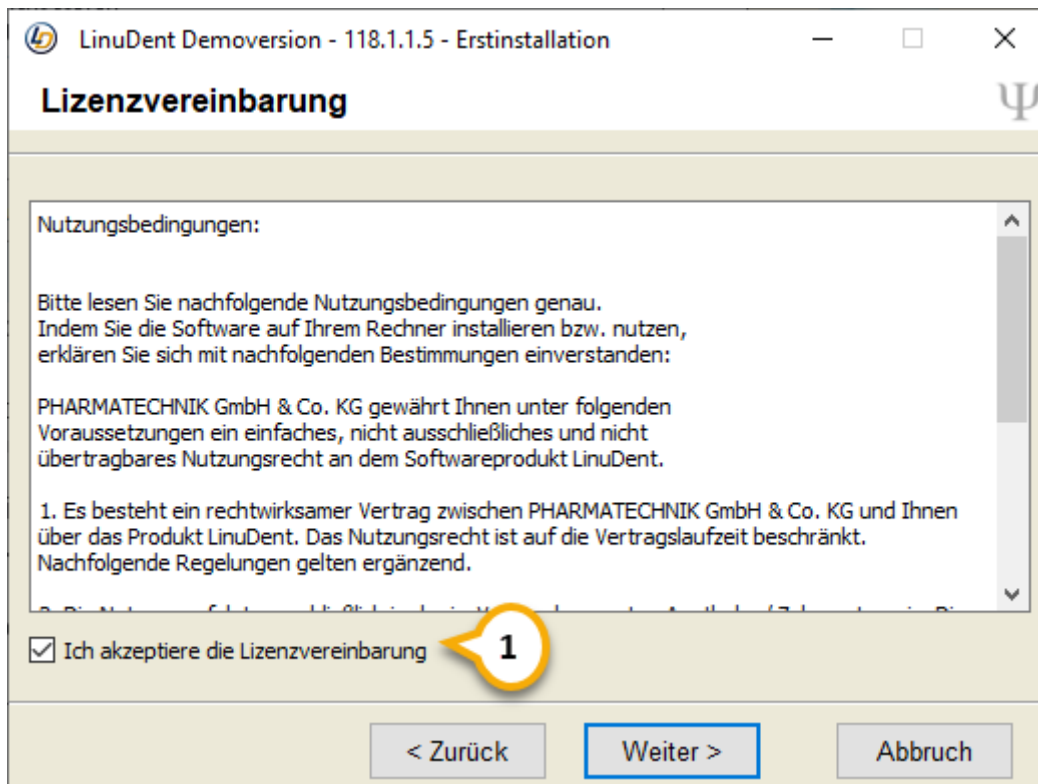 LinuDent Demoversion - 118.1.1.5 - Erstinstallation
Lizenzvereinbarung
Nutzungsbedingungen:
Bitte lesen Sie nachfolgende Nutzungsbedingungen genau.
Indem Sie die Software auf Ihrem Rechner installieren bzw. nutzen,
erklären Sie sich mit nachfolgenden Bestimmungen einverstanden:
PHARMATECHNIK GmbH & Co. KG gewährt Ihnen unter folgenden
Voraussetzungen ein einfaches, nicht ausschließliches und nicht
übertragbares Nutzungsrecht an dem Softwareprodukt LinuDent.
1. Es besteht ein rechtwirksamer Vertrag zwischen PHARMATECHNIK GmbH & Co. KG und Ihnen
über das Produkt LinuDent. Das Nutzungsrecht ist auf die Vertragslaufzeit beschränkt.
Nachfolgende Regelungen gelten ergänzend.
Ich akzeptiere die Lizenzvereinbarung
1
< Zurück
Weiter >
Abbruch